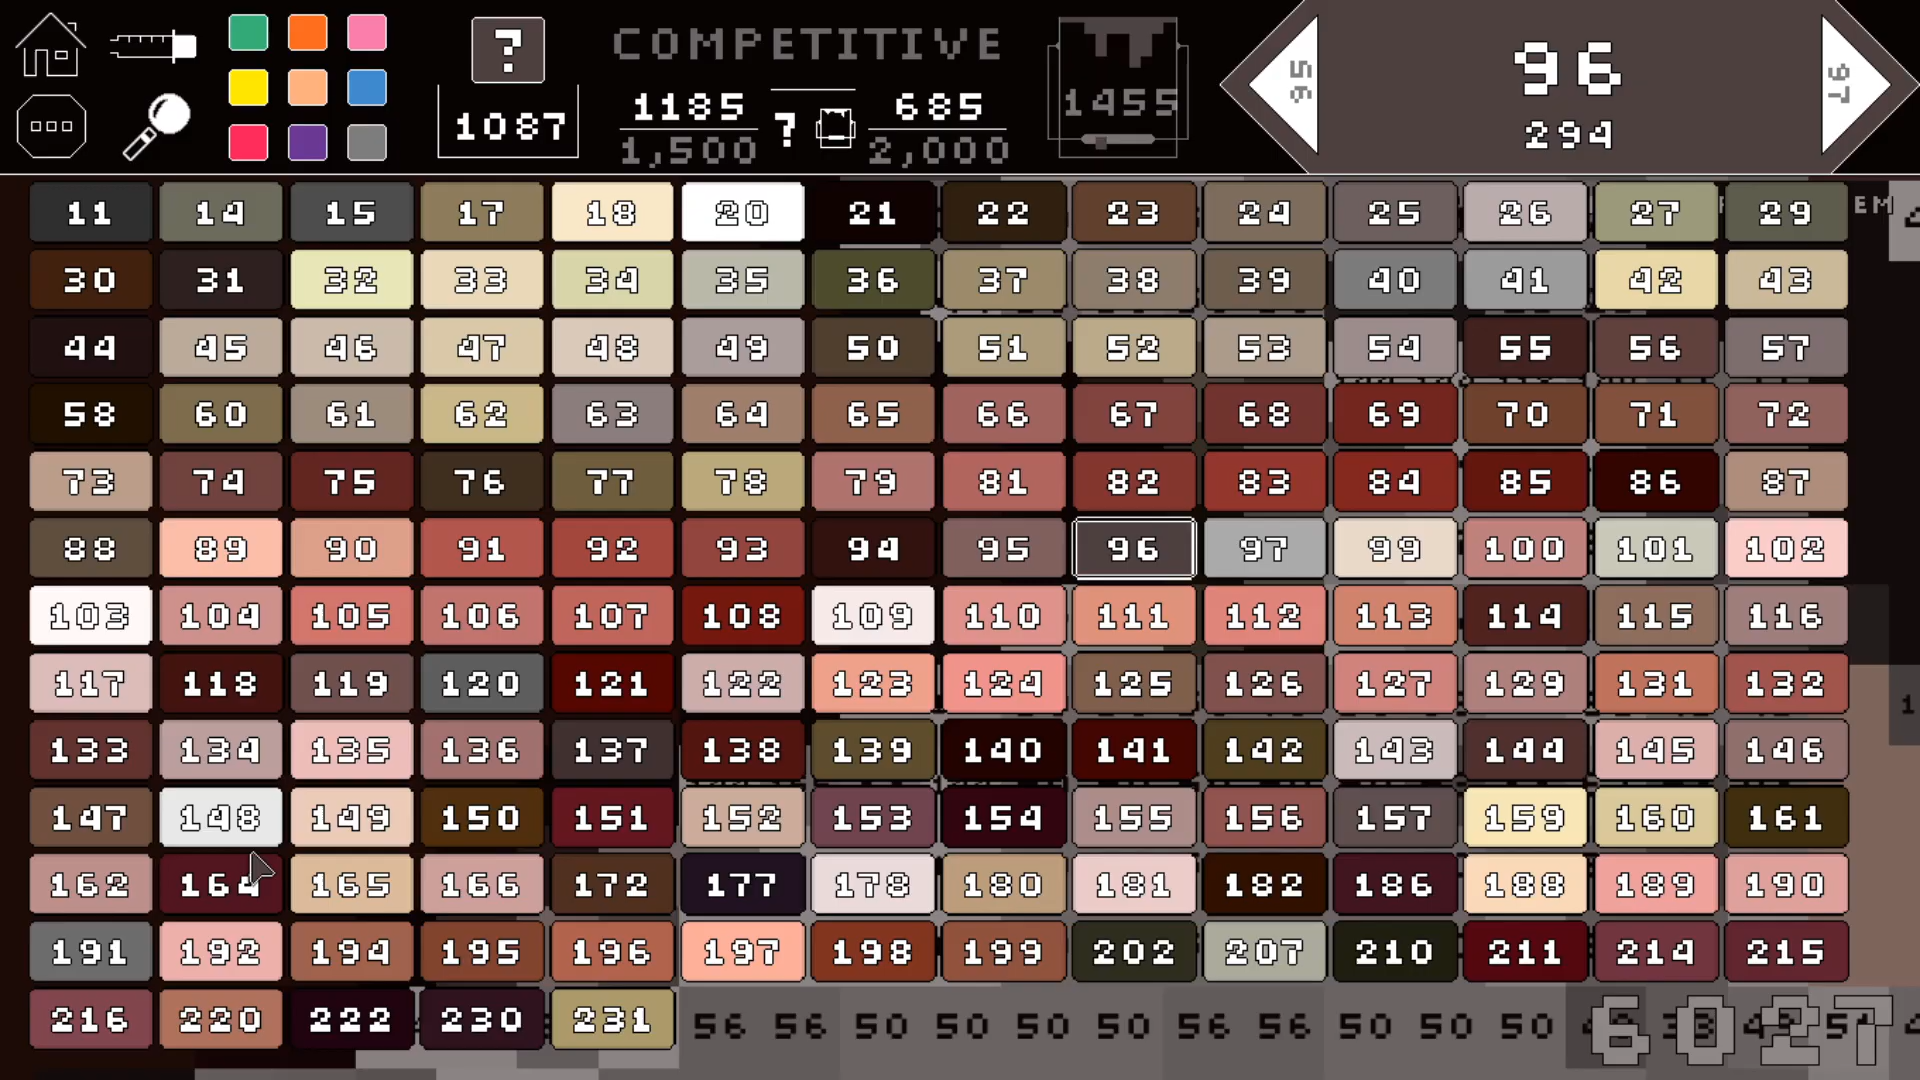 COMPETITIVE
?
1087
1185
1,500
?
685
2,000
1455
95
96
294
97
11 14 15 17 18 20 21 22 23 24 25 26 27 29
EM
30 31 32 33 34 35 36 37 38 39 40 41 42 43
44 45 46 47 48 49 50 51 52 53 54 55 56 57
58 60 61 62 63 64 65 66 67 68 69 70 71 72
73 74 75 76 77 78 79 81 82 83 84 85 86 87
88 89 90 91 92 93 94 95 96 97 99 100 101 102
103 104 105 106 107 108 109 110 111 112 113 114 115 116
117 118 119 120 121 122 123 124 125 126 127 129 131 132
133 134 135 136 137 138 139 140 141 142 143 144 145 146
147 148 149 150 151 152 153 154 155 156 157 159 160 161
162 164 165 166 172 177 178 180 181 182 186 188 189 190
191 192 194 195 196 197 198 199 202 207 210 211 214 215
216 220 222 230 231 56 56 50 50 50 50 56 56 50 50 50
6027